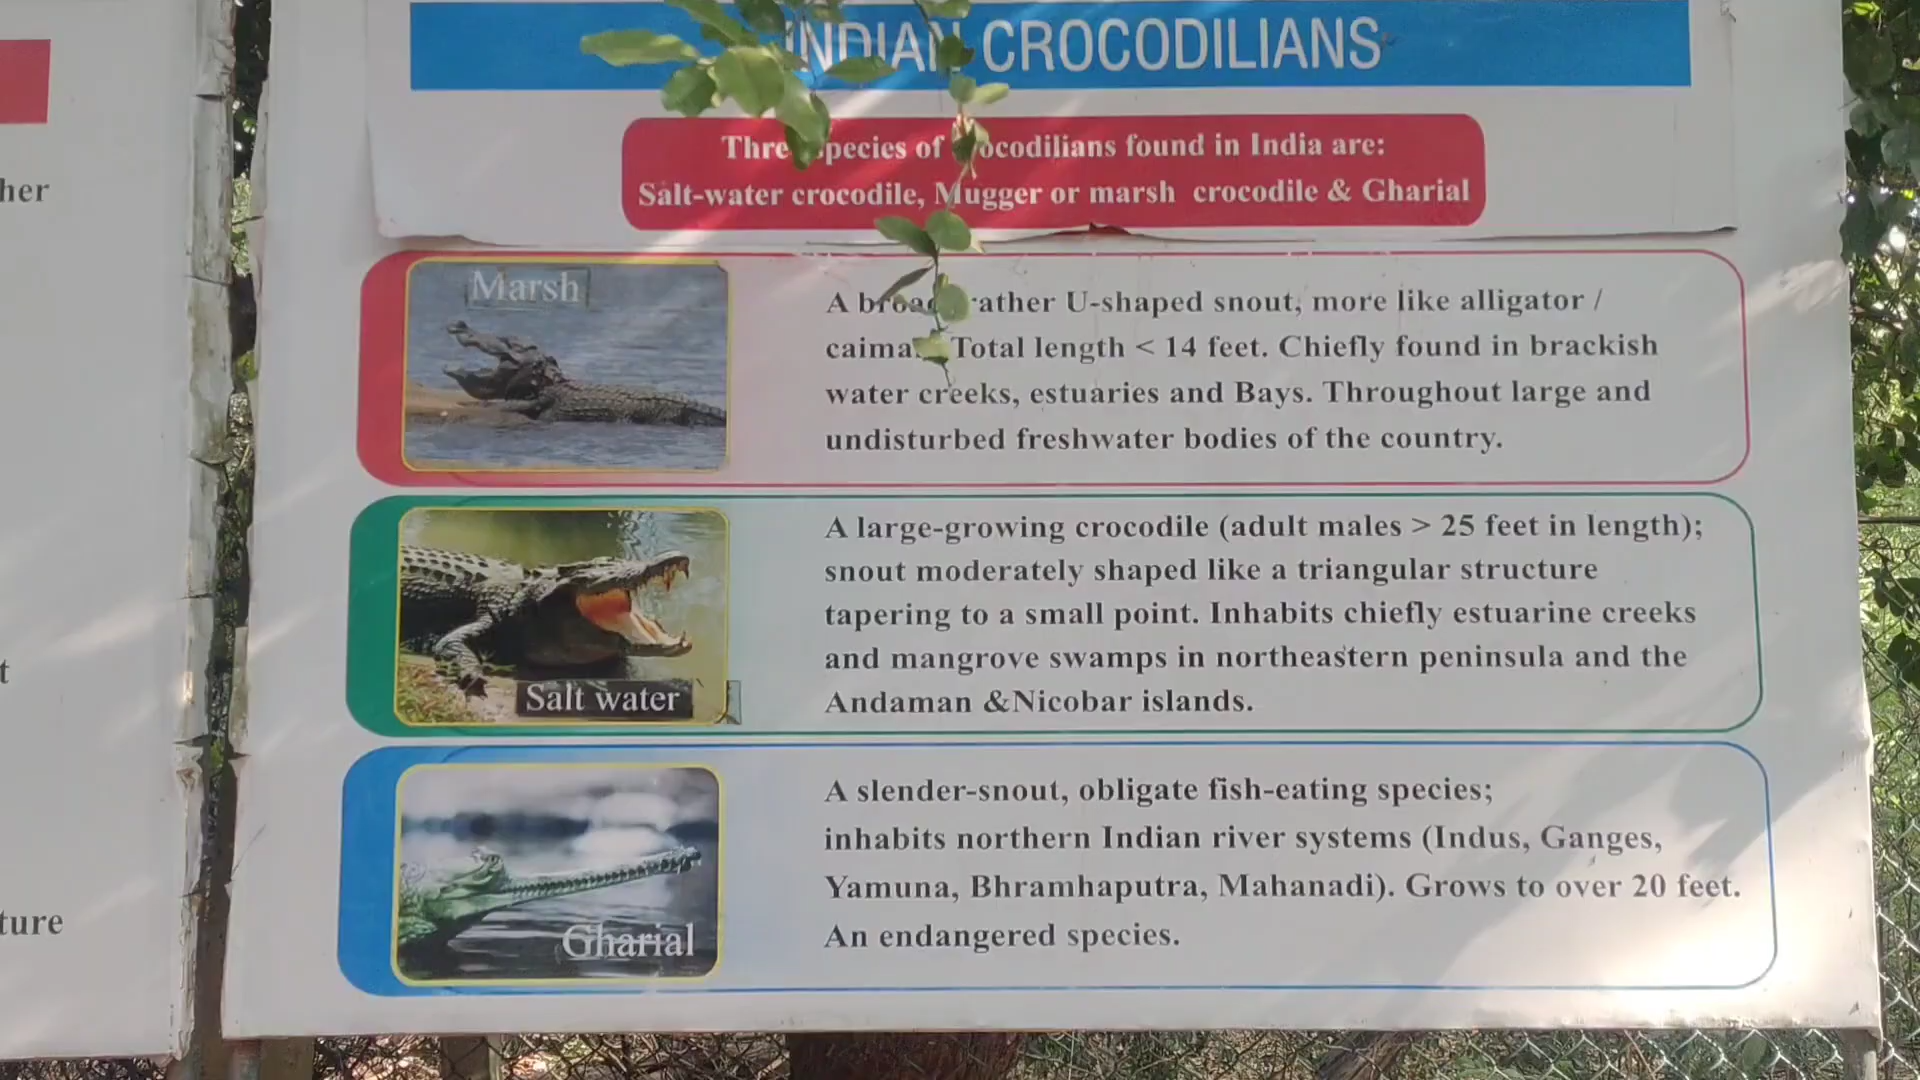 INDIAN CROCODILIANS
species of crocodilians found in India are:
Salt-water crocodile, Mugger or marsh crocodile & Gharial
her
Marsh
A broad, rather U-shaped snout, more like alligator /
Total length < 14 feet. Chiefly found in brackish
water creeks, estuaries and Bays. Throughout large and
undisturbed freshwater bodies of the country.
A large-growing crocodile (adult males > 25 feet in length);
snout moderately shaped like a triangular structure
tapering to a small point. Inhabits chiefly estuarine creeks
and mangrove swamps in northeastern peninsula and the
Andaman &Nicobar islands.
Salt water
t
A slender-snout, obligate fish-eating species;
inhabits northern Indian river systems (Indus, Ganges,
Yamuna, Bhramhaputra, Mahanadi). Grows to over 20 feet.
An endangered species.
Gharial
ture